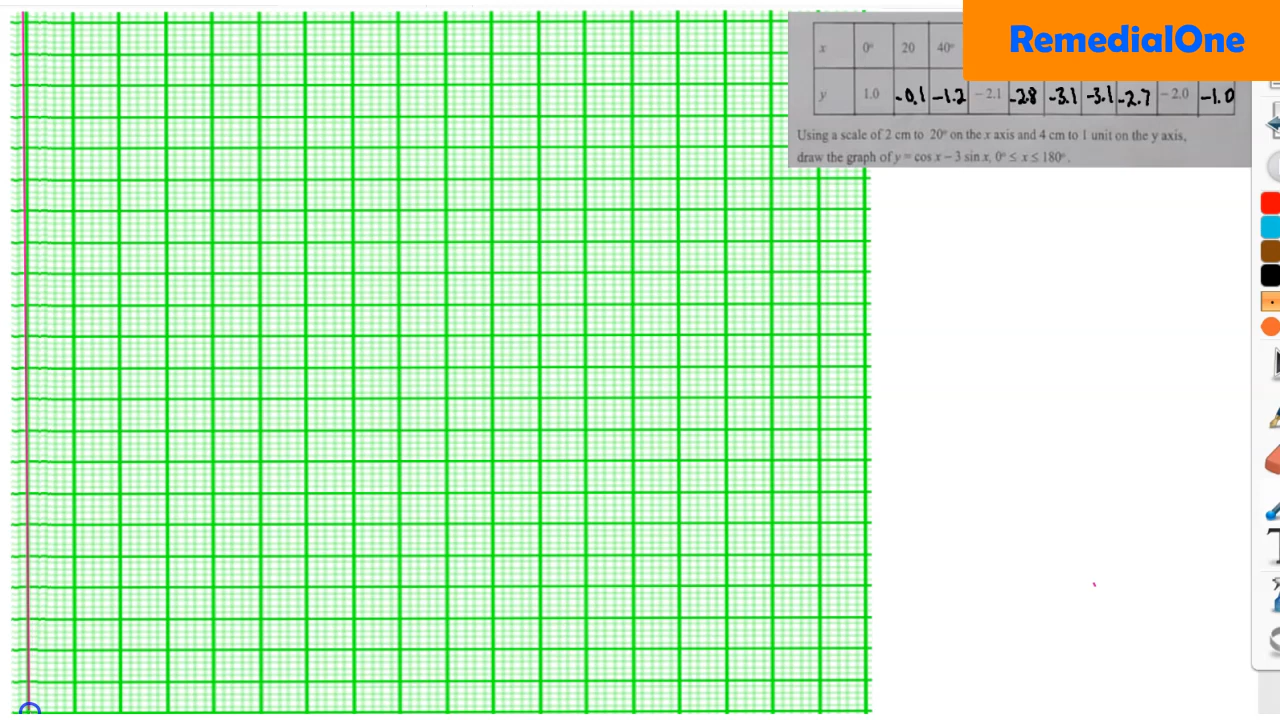 RemedialOne
x 0° 20 40°
y 1.0 -0.1 -1.2 -2.1 -2.8 -3.1 -3.1 -2.7 -2.0 -1.0
Using a scale of 2 cm to 20° on the x axis and 4 cm to 1 unit on the y axis,
draw the graph of y = cos x - 3 sin x, 0° ≤ x ≤ 180°.